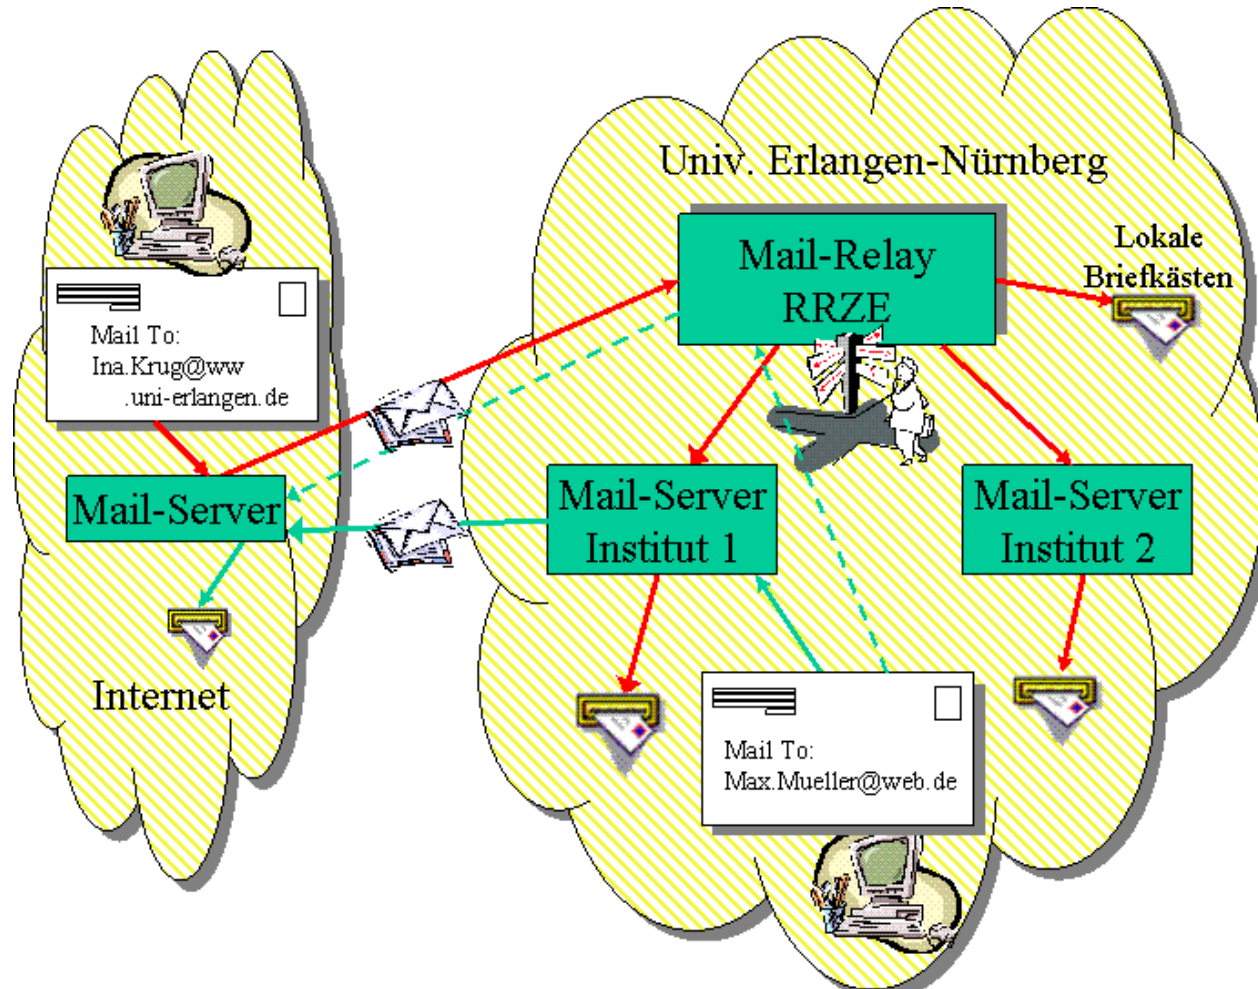 Univ. Erlangen-Nürnberg
Mail-Relay
RRZE
Lokale
Briefkästen
Mail To:
Ina.Krug@ww
.uni-erlangen.de
Mail-Server
Mail-Server
Institut 1
Mail-Server
Institut 2
Internet
Mail To:
Max.Mueller@web.de